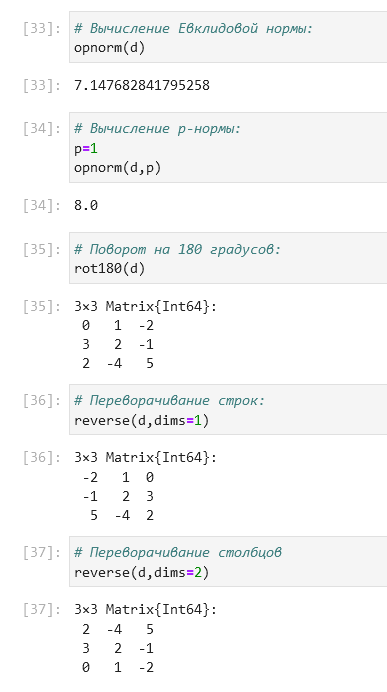 [33]: # Вычисление Евклидовой нормы:
opnorm(d)
[33]: 7.147682841795258
[34]: # Вычисление p-нормы:
p=1
opnorm(d,p)
[34]: 8.0
[35]: # Поворот на 180 градусов:
rot180(d)
[35]: 3×3 Matrix{Int64}:
0 1 -2
3 2 -1
2 -4 5
[36]: # Переворачивание строк:
reverse(d,dims=1)
[36]: 3×3 Matrix{Int64}:
-2 1 0
-1 2 3
5 -4 2
[37]: # Переворачивание столбцов
reverse(d,dims=2)
[37]: 3×3 Matrix{Int64}:
2 -4 5
3 2 -1
0 1 -2